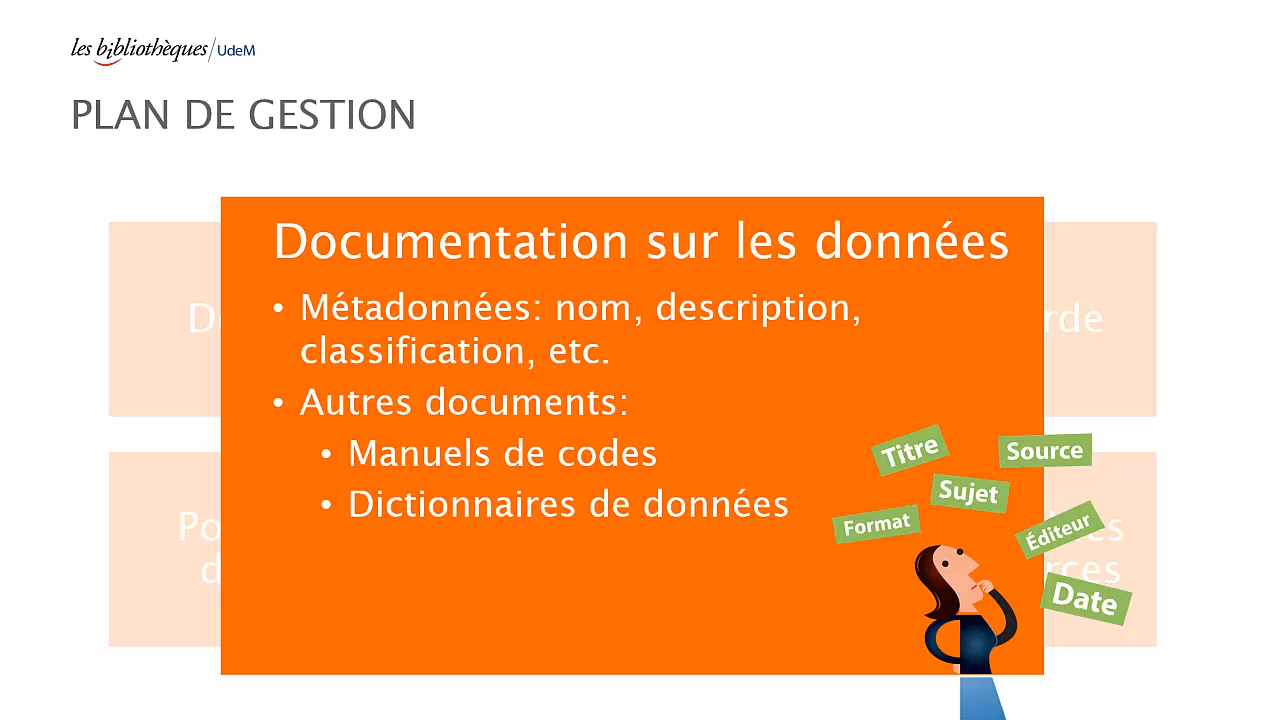 les bibliothèques/UdeM
PLAN DE GESTION
Documentation sur les données
• Métadonnées: nom, description,
classification, etc.
• Autres documents:
• Manuels de codes
• Dictionnaires de données
Titre
Source
Sujet
Format
Éditeur
Date